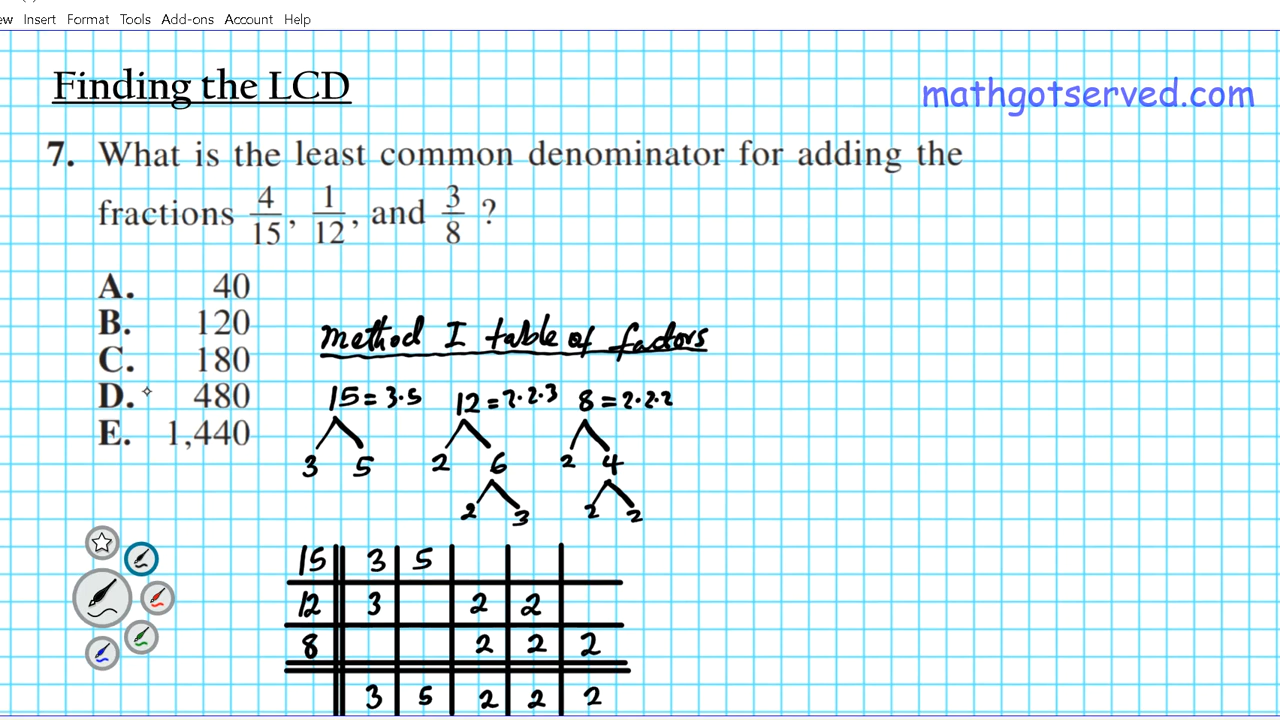 ew Insert Format Tools Add-ons Account Help
Finding the LCD
mathgotserved.com
7. What is the least common denominator for adding the
fractions 4/15, 1/12, and 3/8 ?
A. 40
B. 120
C. 180
D. 480
E. 1,440
Method I table of factors
15 = 3·5 12 = 2·2·3 8 = 2·2·2
3 5 2 6 2 4
2 3 2 2
15 3 5
12 3 2 2
8 2 2 2
3 5 2 2 2